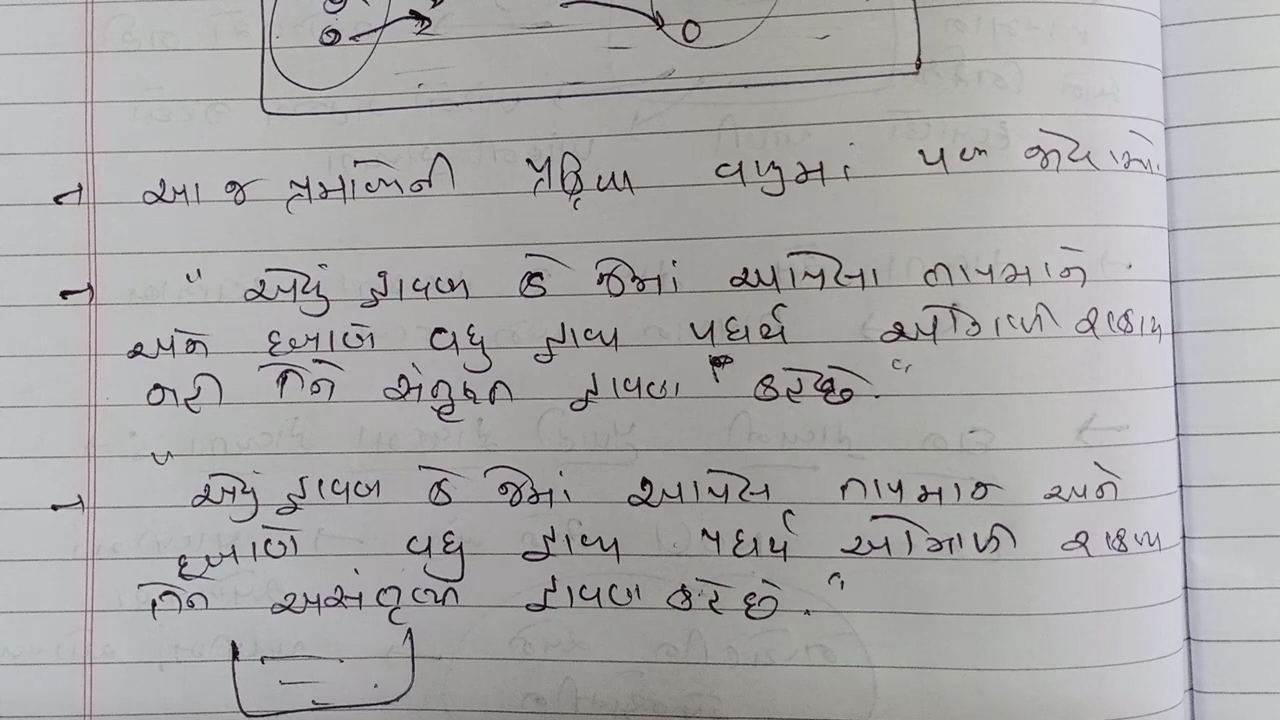 → આ જ પ્રમાણેની પ્રક્રિયા વાયુમાં પણ જોવા મળે.
→ "એવું દ્રાવણ કે જેમાં આપેલા તાપમાને
અને દબાણે વધુ દ્રાવ્ય પદાર્થ ઓગાળી શકાય
નહી તેને સંતૃપ્ત દ્રાવણ કહે છે."
→ "એવું દ્રાવણ કે જેમાં આપેલ તાપમાન અને
દબાણે વધુ દ્રાવ્ય પદાર્થ ઓગાળી શકાય
તેને અસંતૃપ્ત દ્રાવણ કહે છે."